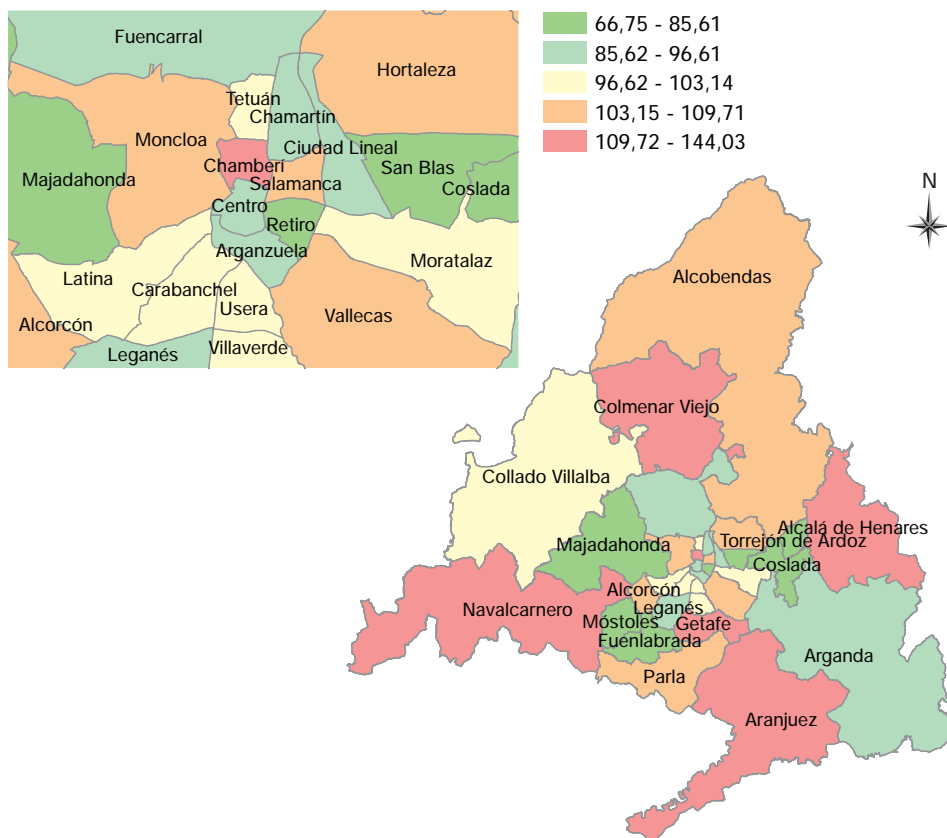 Fuencarral
Hortaleza
Tetuán
Chamartín
Moncloa
Ciudad Lineal
Chamberí
San Blas
Majadahonda
Salamanca
Coslada
Centro
Retiro
Arganzuela
Moratalaz
Latina
Carabanchel
Usera
Vallecas
Alcorcón
Villaverde
Leganés
66,75 - 85,61
85,62 - 96,61
96,62 - 103,14
103,15 - 109,71
109,72 - 144,03
N
Alcobendas
Colmenar Viejo
Collado Villalba
Alcalá de Henares
Torrejón de Ardoz
Majadahonda
Coslada
Alcorcón
Navalcarnero
Leganés
Móstoles
Getafe
Fuenlabrada
Arganda
Parla
Aranjuez